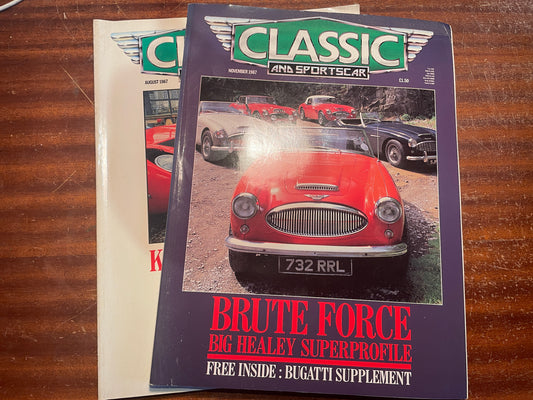 CLASSIC
AND SPORTSCAR
NOVEMBER 1987
£1.50
732 RRL
BRUTE FORCE
BIG HEALEY SUPERPROFILE
FREE INSIDE : BUGATTI SUPPLEMENT
CL
AUGUST 1987
K